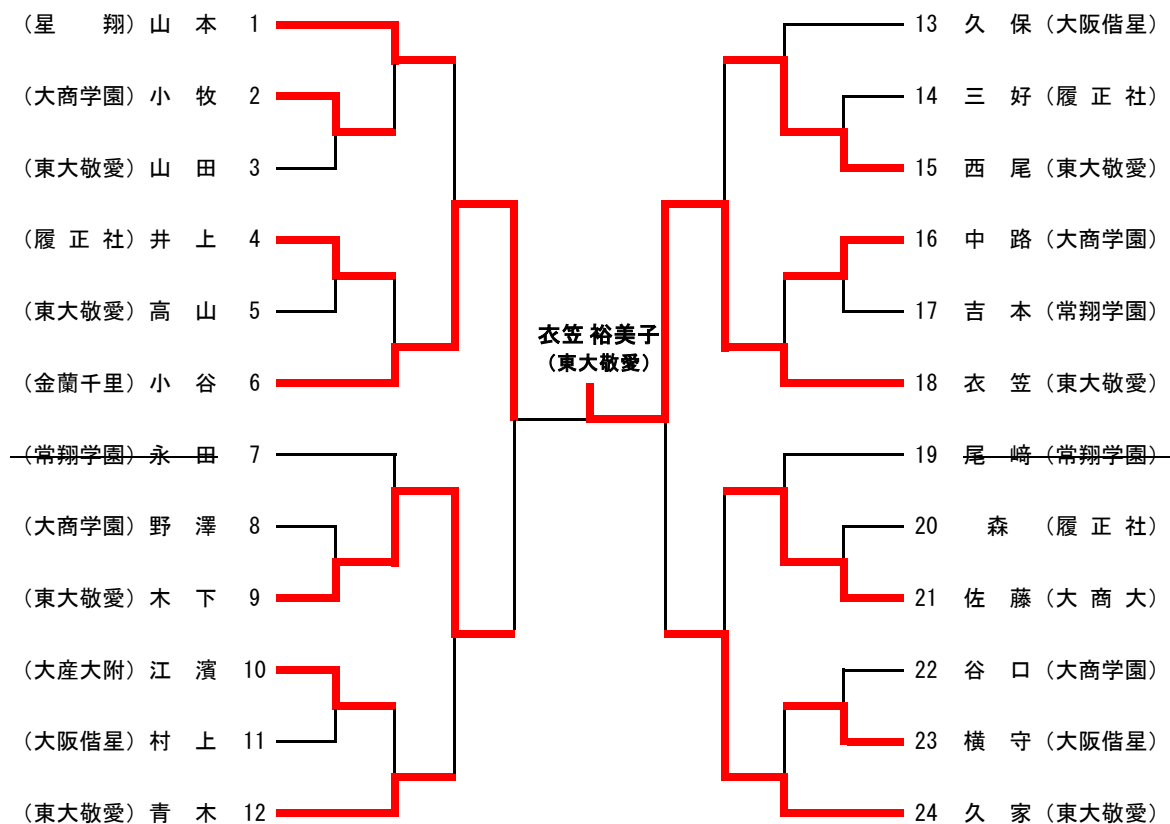 (星　　翔) 山　本　1
(大商学園) 小　牧　2
(東大敬愛) 山　田　3
(履 正 社) 井　上　4
(東大敬愛) 高　山　5
(金蘭千里) 小　谷　6
(常翔学園) 永　田　7
(大商学園) 野　澤　8
(東大敬愛) 木　下　9
(大産大附) 江　濱　10
(大阪偕星) 村　上　11
(東大敬愛) 青　木　12
衣笠 裕美子
(東大敬愛)
13　久　保 (大阪偕星)
14　三　好 (履 正 社)
15　西　尾 (東大敬愛)
16　中　路 (大商学園)
17　吉　本 (常翔学園)
18　衣　笠 (東大敬愛)
19　尾　﨑 (常翔学園)
20　森　(履 正 社)
21　佐　藤 (大 商 大)
22　谷　口 (大商学園)
23　横　守 (大阪偕星)
24　久　家 (東大敬愛)